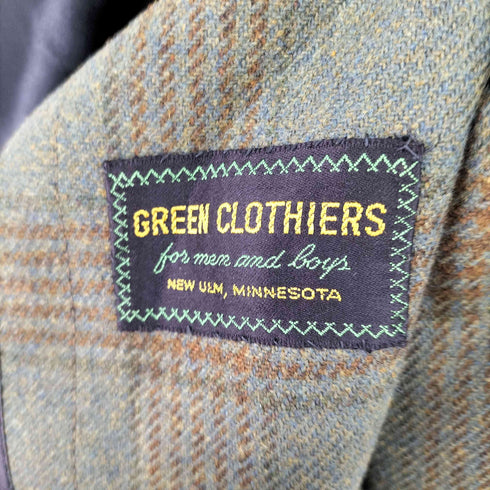 GREEN CLOTHIERS
for men and boys
NEW ULM, MINNESOTA